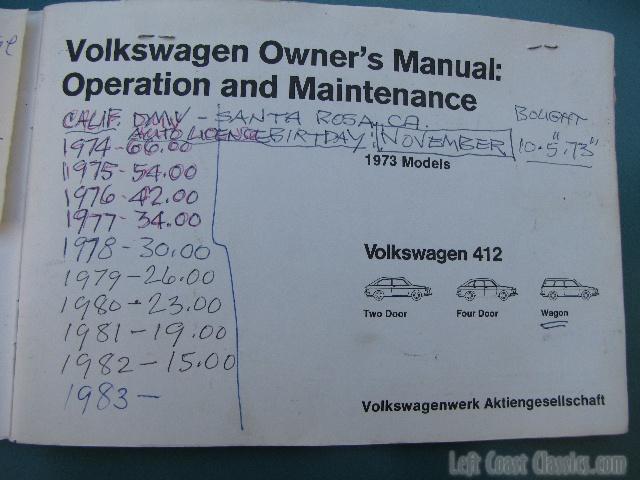 Volkswagen Owner's Manual:
Operation and Maintenance
CALIF. DMV - SANTA ROSA, CA.
AUTO LICENCE BIRTDAY: NOVEMBER
BOUGHT
10.5.73"
1974-66.00
1975-54.00
1976-42.00
1977-34.00
1978-30.00
1979-26.00
1980-23.00
1981-19.00
1982-15.00
1983-
1973 Models
Volkswagen 412
Two Door Four Door Wagon
Volkswagenwerk Aktiengesellschaft
Left Coast Classics.com